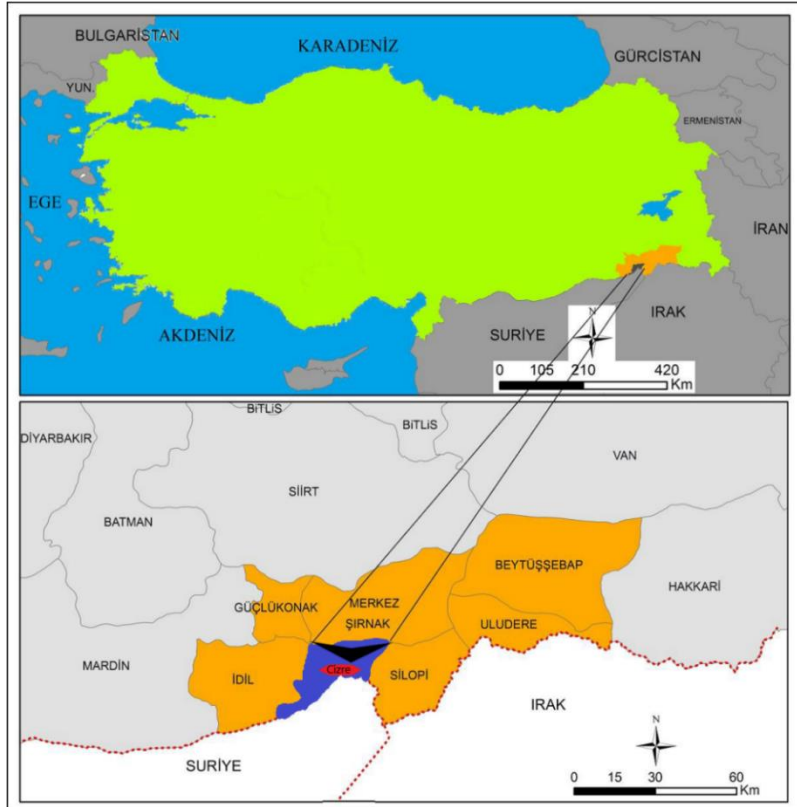 BULGARİSTAN
KARADENİZ
GÜRCİSTAN
YUN.
ERMENİSTAN
EGE
İRAN
AKDENİZ
SURİYE
N
IRAK
0 105 210 420
Km
BİTLİS
BİTLİS
DİYARBAKIR
VAN
SİİRT
BATMAN
BEYTÜŞŞEBAP
HAKKARİ
GÜÇLÜKONAK
MERKEZ
ŞIRNAK
ULUDERE
MARDİN
Cizre
İDİL
SİLOPİ
IRAK
N
SURİYE
0 15 30 60
Km